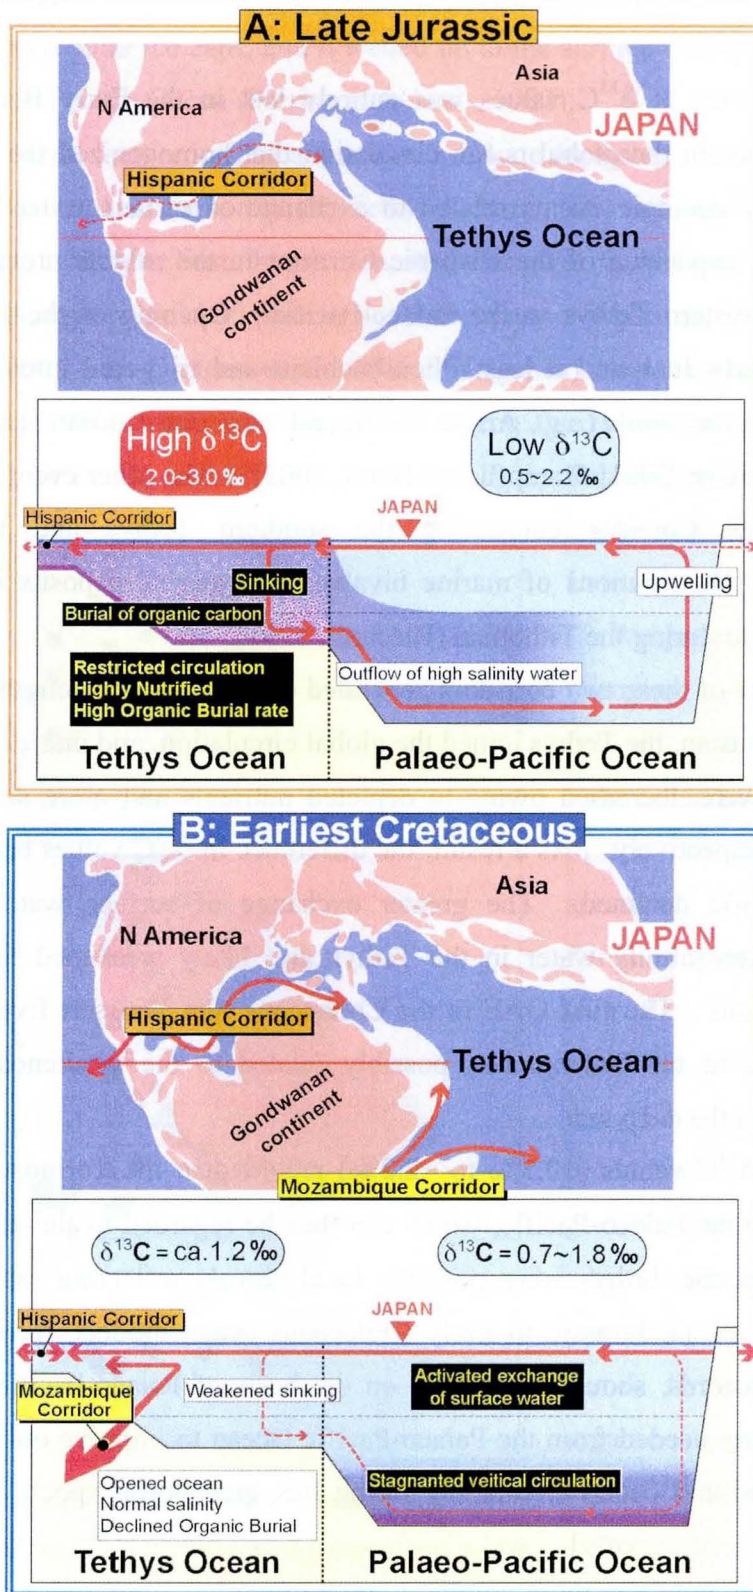 A: Late Jurassic
Asia
N America
JAPAN
Hispanic Corridor
Tethys Ocean
Gondwanan
continent
High δ¹³C
2.0~3.0 ‰
Low δ¹³C
0.5~2.2 ‰
JAPAN
Hispanic Corridor
Sinking
Upwelling
Burial of organic carbon
Restricted circulation
Highly Nutrified
High Organic Burial rate
Outflow of high salinity water
Tethys Ocean
Palaeo-Pacific Ocean
B: Earliest Cretaceous
Asia
N America
JAPAN
Hispanic Corridor
Tethys Ocean
Gondwanan
continent
Mozambique Corridor
δ¹³C = ca.1.2 ‰
δ¹³C = 0.7~1.8 ‰
JAPAN
Hispanic Corridor
Mozambique
Corridor
Weakened sinking
Activated exchange
of surface water
Opened ocean
Normal salinity
Declined Organic Burial
Stagnanted veitical circulation
Tethys Ocean
Palaeo-Pacific Ocean